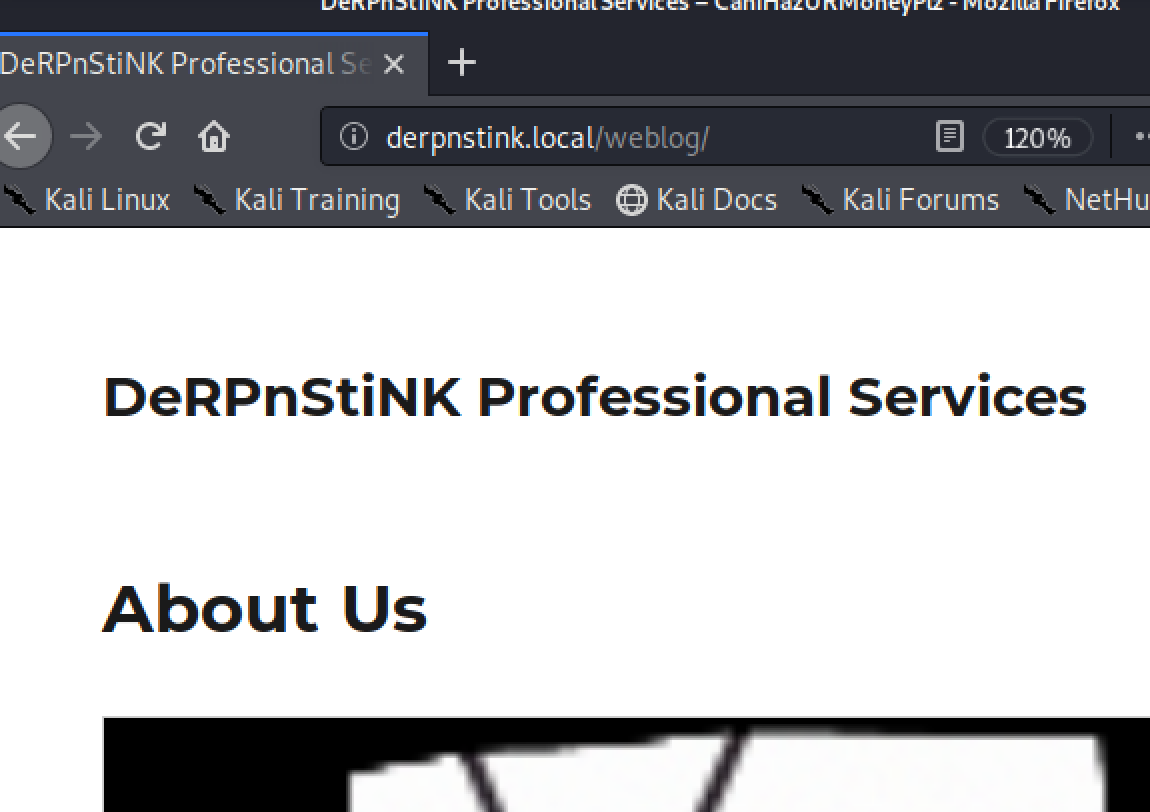 DeRPnStiNK Professional Services – CanIHazURMoneyPlz - Mozilla Firefox
DeRPnStiNK Professional Se
derpnstink.local/weblog/ 120%
Kali Linux Kali Training Kali Tools Kali Docs Kali Forums NetHu
DeRPnStiNK Professional Services
About Us